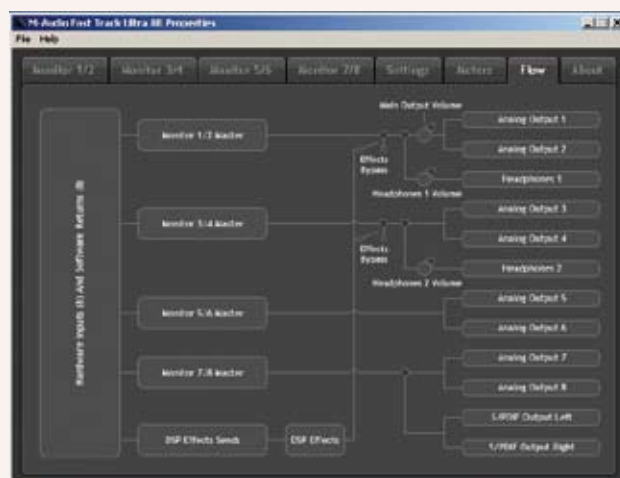 M-Audio Fast Track Ultra 8R Properties
File Help
Monitor 1/2 Monitor 3/4 Monitor 5/6 Monitor 7/8 Settings Meters Flow About
Main Output Volume
Monitor 1/2 Master
Analog Output 1
Analog Output 2
Effects
Bypass
Headphones 1
Headphones 1 Volume
Monitor 3/4 Master
Analog Output 3
Analog Output 4
Effects
Bypass
Headphones 2
Headphones 2 Volume
Hardware Inputs (8) And Software Returns (8)
Monitor 5/6 Master
Analog Output 5
Analog Output 6
Monitor 7/8 Master
Analog Output 7
Analog Output 8
DSP Effects Sends
DSP Effects
S/PDIF Output Left
S/PDIF Output Right